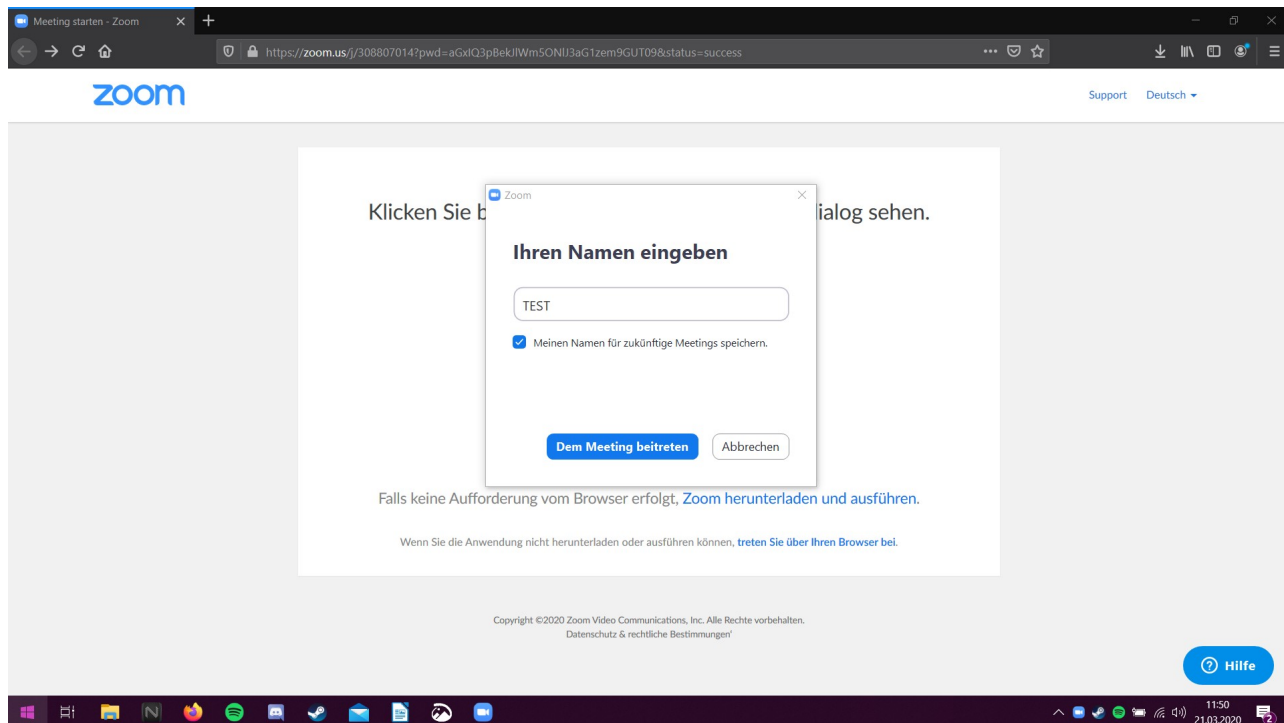 Meeting starten - Zoom
https://zoom.us/j/308807014?pwd=aGxlQ3pBekJlWm5ONlJ3aG1zem9GUT09&status=success
zoom
Support Deutsch
Klicken Sie b ialog sehen.
Zoom
Ihren Namen eingeben
TEST
Meinen Namen für zukünftige Meetings speichern.
Dem Meeting beitreten Abbrechen
Falls keine Aufforderung vom Browser erfolgt, Zoom herunterladen und ausführen.
Wenn Sie die Anwendung nicht herunterladen oder ausführen können, treten Sie über Ihren Browser bei.
Copyright ©2020 Zoom Video Communications, Inc. Alle Rechte vorbehalten.
Datenschutz & rechtliche Bestimmungen'
Hilfe
11:50
21.03.2020